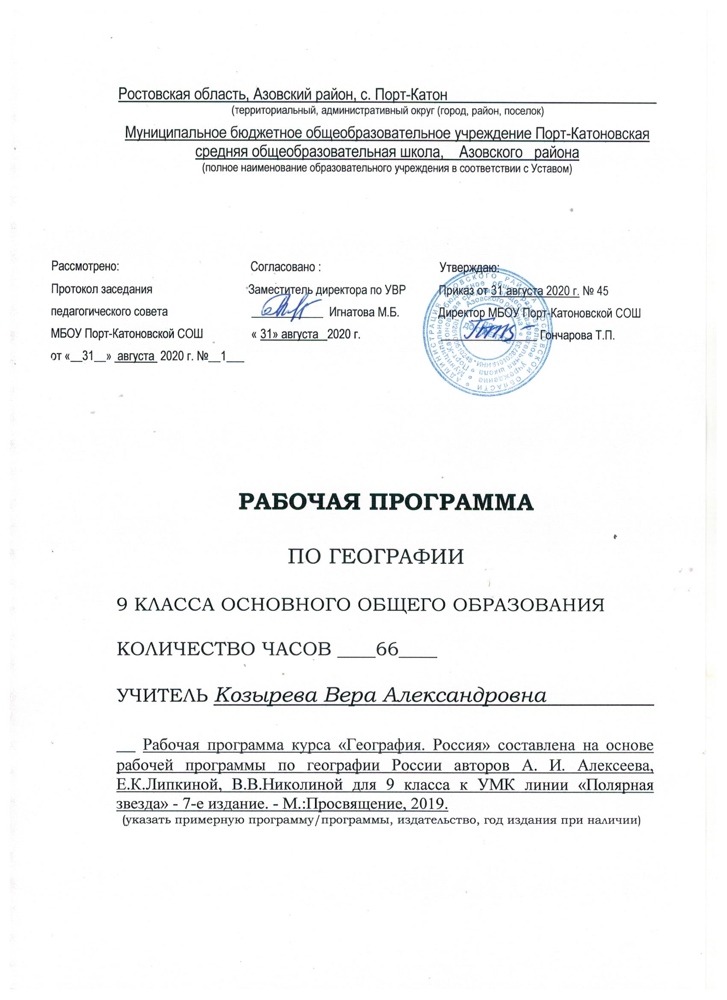 Ростовская область, Азовский район, с. Порт-Катон
(территориальный, административный округ (город, район, поселок)
Муниципальное бюджетное общеобразовательное учреждение Порт-Катоновская
средняя общеобразовательная школа, Азовского района
(полное наименование образовательного учреждения в соответствии с Уставом)
Рассмотрено:
Протокол заседания
педагогического совета
МБОУ Порт-Катоновской СОШ
от «__31__» августа 2020 г. №__1___
Согласовано :
Заместитель директора по УВР
____________ Игнатова М.Б.
« 31» августа 2020 г.
Утверждаю:
Приказ от 31 августа 2020 г. № 45
Директор МБОУ Порт-Катоновской СОШ
____________ Гончарова Т.П.
РАБОЧАЯ ПРОГРАММА
ПО ГЕОГРАФИИ
9 КЛАССА ОСНОВНОГО ОБЩЕГО ОБРАЗОВАНИЯ
КОЛИЧЕСТВО ЧАСОВ ____66____
УЧИТЕЛЬ Козырева Вера Александровна
__ Рабочая программа курса «География. Россия» составлена на основе
рабочей программы по географии России авторов А. И. Алексеева,
Е.К.Липкиной, В.В.Николиной для 9 класса к УМК линии «Полярная
звезда» - 7-е издание. - М.:Просвящение, 2019.
(указать примерную программу/программы, издательство, год издания при наличии)